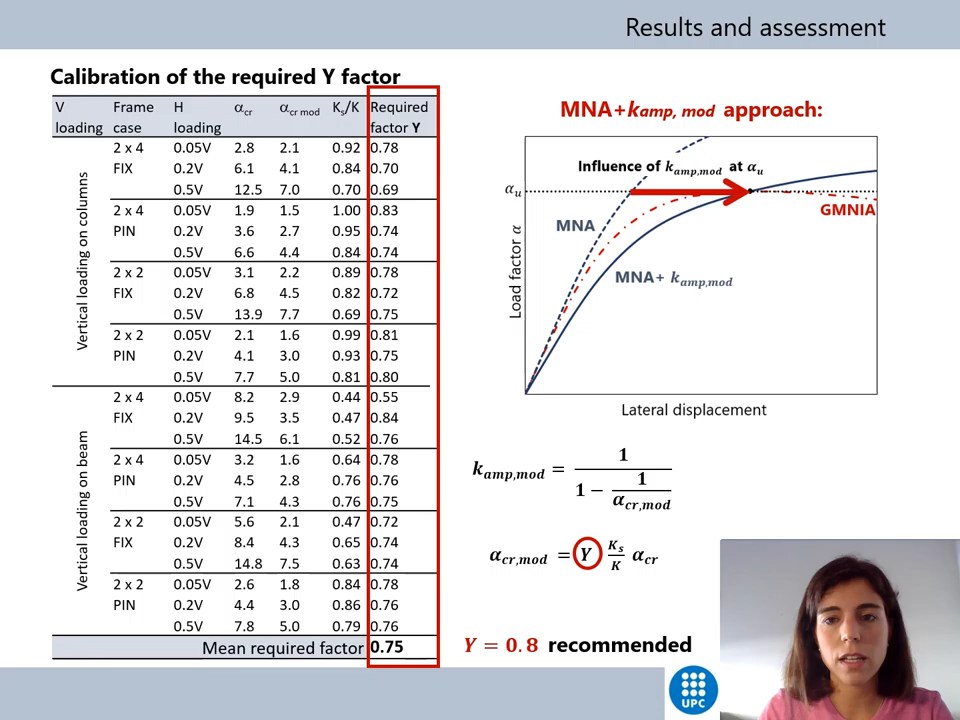 Results and assessment
Calibration of the required Y factor
V loading Frame case H loading αcr αcr mod Ks/K Required factor Y
Vertical loading on columns
2 x 4 0.05V 2.8 2.1 0.92 0.78
FIX 0.2V 6.1 4.1 0.84 0.70
0.5V 12.5 7.0 0.70 0.69
2 x 4 0.05V 1.9 1.5 1.00 0.83
PIN 0.2V 3.6 2.7 0.95 0.74
0.5V 6.6 4.4 0.84 0.74
2 x 2 0.05V 3.1 2.2 0.89 0.78
FIX 0.2V 6.8 4.5 0.82 0.72
0.5V 13.9 7.7 0.69 0.75
2 x 2 0.05V 2.1 1.6 0.99 0.81
PIN 0.2V 4.1 3.0 0.93 0.75
0.5V 7.7 5.0 0.81 0.80
Vertical loading on beam
2 x 4 0.05V 8.2 2.9 0.44 0.55
FIX 0.2V 9.5 3.5 0.47 0.84
0.5V 14.5 6.1 0.52 0.76
2 x 4 0.05V 3.2 1.6 0.64 0.78
PIN 0.2V 4.5 2.8 0.76 0.76
0.5V 7.1 4.3 0.76 0.75
2 x 2 0.05V 5.6 2.1 0.47 0.72
FIX 0.2V 8.4 4.3 0.65 0.74
0.5V 14.8 7.5 0.63 0.74
2 x 2 0.05V 2.6 1.8 0.84 0.78
PIN 0.2V 4.4 3.0 0.86 0.76
0.5V 7.8 5.0 0.79 0.76
Mean required factor 0.75
MNA+kamp, mod approach:
Influence of kamp,mod at αu
αu
GMNIA
MNA
MNA+ kamp,mod
Load factor α
Lateral displacement
kamp,mod = 1 / (1 − 1/αcr,mod)
αcr,mod = Y Ks/K αcr
Y = 0.8 recommended
UPC